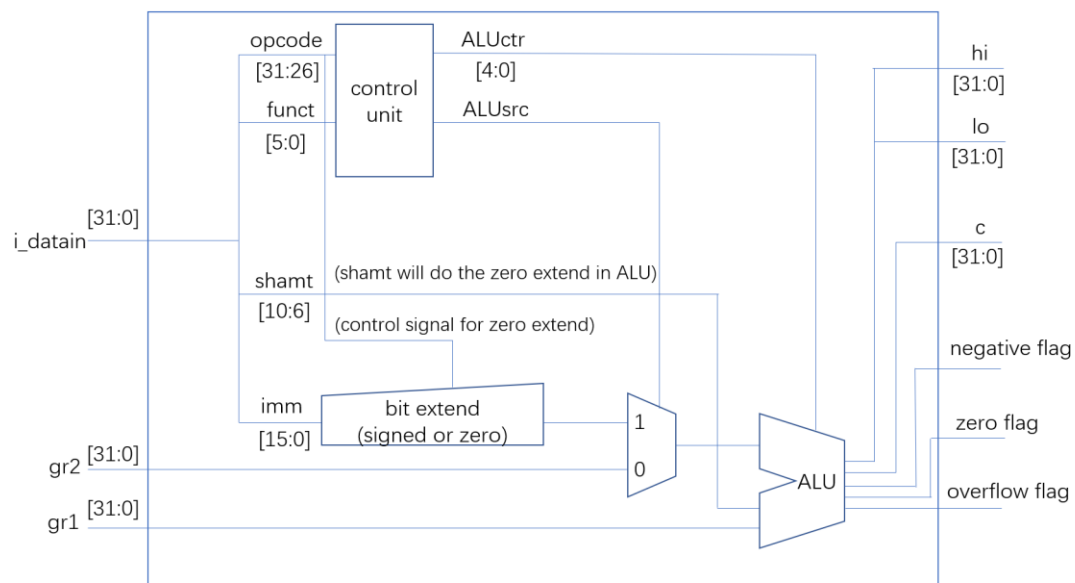 opcode
[31:26]
funct
[5:0]
control
unit
ALUctr
[4:0]
ALUsrc
hi
[31:0]
lo
[31:0]
c
[31:0]
[31:0]
i_datain
shamt
[10:6]
(shamt will do the zero extend in ALU)
(control signal for zero extend)
negative flag
imm
[15:0]
bit extend
(signed or zero)
1
0
zero flag
ALU
overflow flag
gr2
[31:0]
gr1
[31:0]